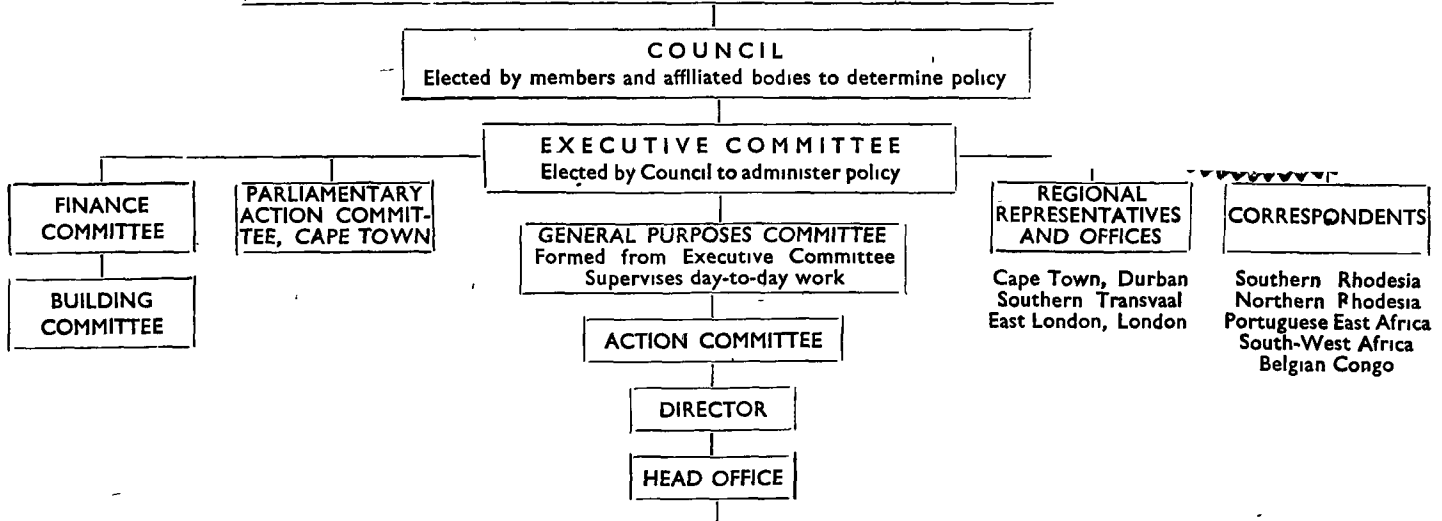 COUNCIL
Elected by members and affiliated bodies to determine policy
EXECUTIVE COMMITTEE
Elected by Council to administer policy
FINANCE
COMMITTEE
BUILDING
COMMITTEE
PARLIAMENTARY
ACTION COMMIT-
TEE, CAPE TOWN
GENERAL PURPOSES COMMITTEE
Formed from Executive Committee
Supervises day-to-day work
ACTION COMMITTEE
DIRECTOR
HEAD OFFICE
REGIONAL
REPRESENTATIVES
AND OFFICES
Cape Town, Durban
Southern Transvaal
East London, London
CORRESPONDENTS
Southern Rhodesia
Northern Rhodesia
Portuguese East Africa
South-West Africa
Belgian Congo